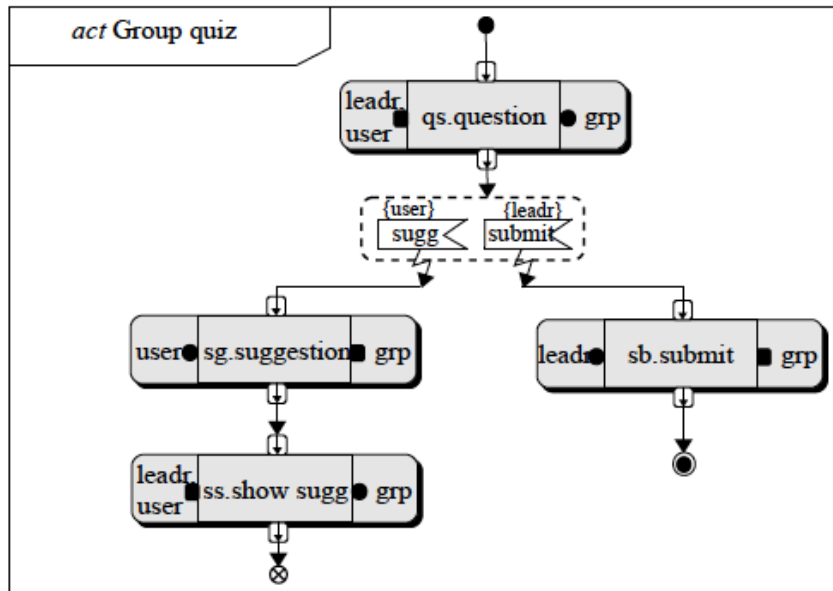 act Group quiz
leadr,
user
qs.question
grp
{user}
{leadr}
sugg
submit
user
sg.suggestion
grp
leadr
sb.submit
grp
leadr,
user
ss.show sugg
grp